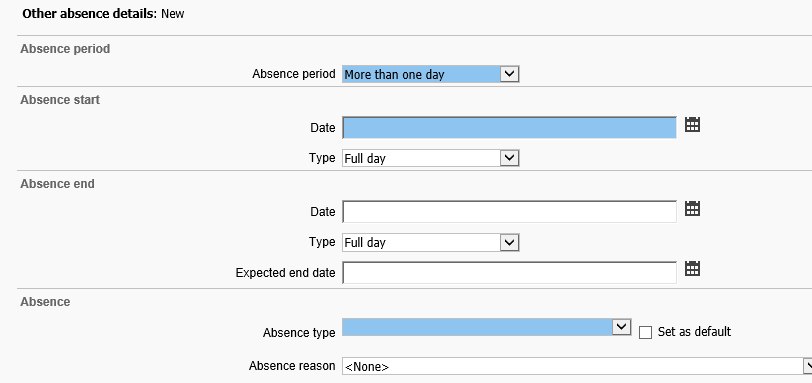 Other absence details: New
Absence period
Absence period More than one day
Absence start
Date
Type Full day
Absence end
Date
Type Full day
Expected end date
Absence
Absence type Set as default
Absence reason <None>